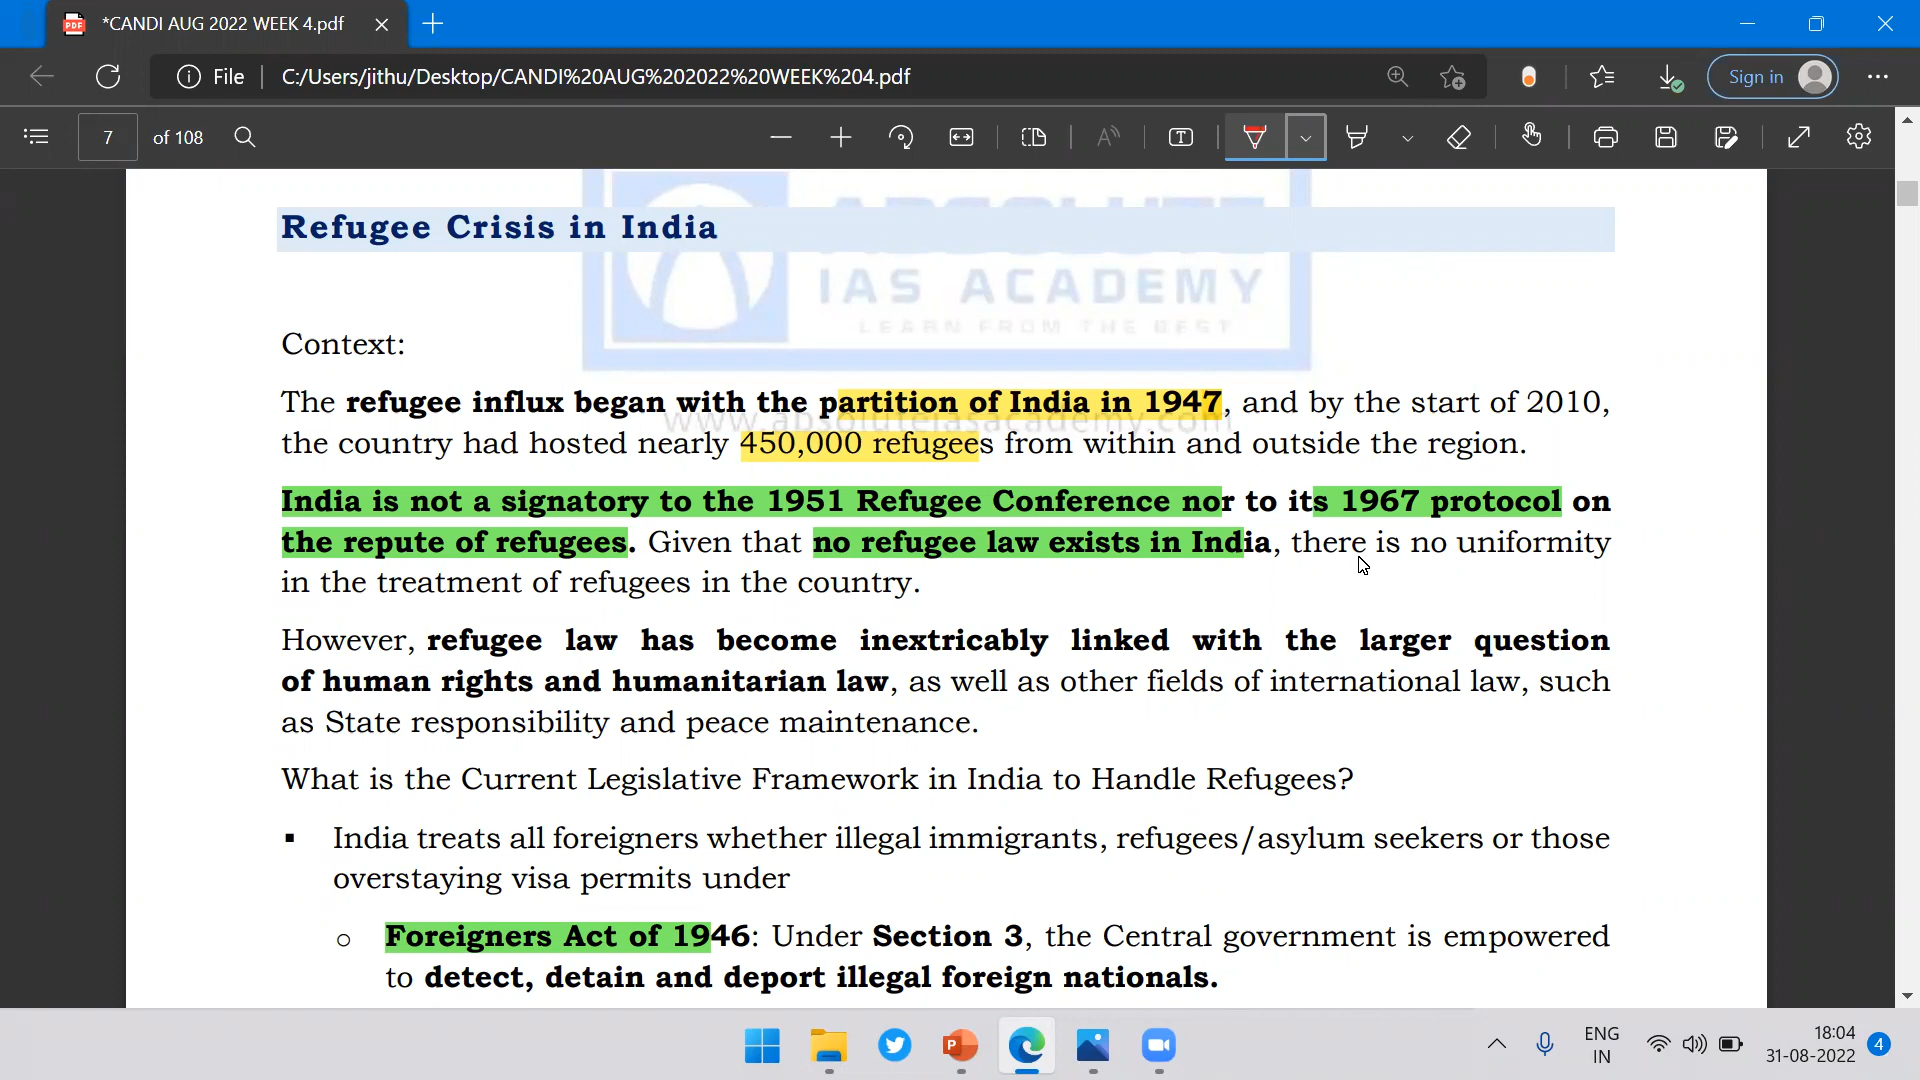 *CANDI AUG 2022 WEEK 4.pdf
File
C:/Users/jithu/Desktop/CANDI%20AUG%202022%20WEEK%204.pdf
Sign in
7 of 108
Refugee Crisis in India
ABSOLUTE
IAS ACADEMY
LEARN FROM THE BEST
Context:
The refugee influx began with the partition of India in 1947, and by the start of 2010,
www.absoluteiasacademy.com
the country had hosted nearly 450,000 refugees from within and outside the region.
India is not a signatory to the 1951 Refugee Conference nor to its 1967 protocol on
the repute of refugees. Given that no refugee law exists in India, there is no uniformity
in the treatment of refugees in the country.
However, refugee law has become inextricably linked with the larger question
of human rights and humanitarian law, as well as other fields of international law, such
as State responsibility and peace maintenance.
What is the Current Legislative Framework in India to Handle Refugees?
▪ India treats all foreigners whether illegal immigrants, refugees/asylum seekers or those
overstaying visa permits under
o Foreigners Act of 1946: Under Section 3, the Central government is empowered
to detect, detain and deport illegal foreign nationals.
ENG
IN
18:04
31-08-2022
4